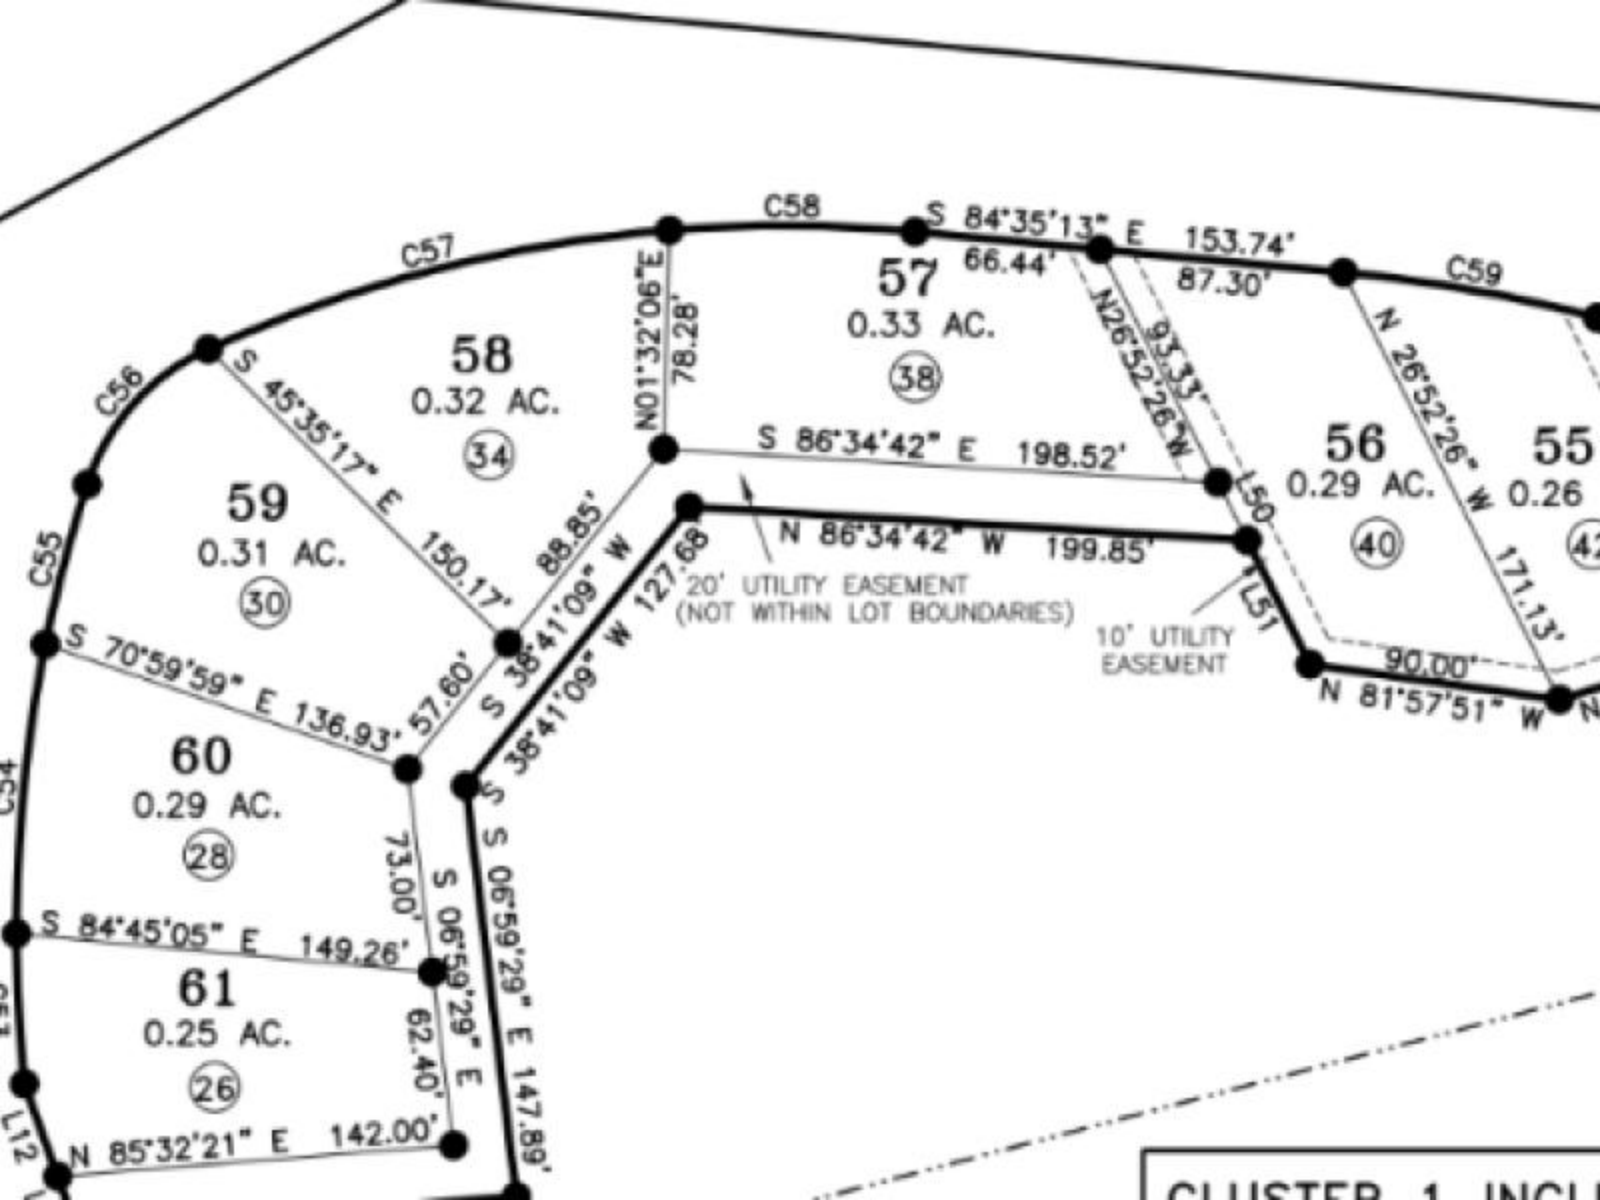 C58
S 84°35'13" E 153.74'
66.44' 87.30'
C59
C57
57
0.33 AC.
38
N01°32'06"E
78.28'
N26°52'26"W
93.33'
58
0.32 AC.
34
C56
S 45°35'17" E 150.17'
S 86°34'42" E 198.52'
L50
56
0.29 AC.
40
N 26°52'26" W 171.13'
55
0.26
59
0.31 AC.
30
C55
88.85'
N 86°34'42" W 199.85'
20' UTILITY EASEMENT
(NOT WITHIN LOT BOUNDARIES)
10' UTILITY
EASEMENT
L51
90.00'
N 81°57'51" W
N
S 38°41'09" W
S 38°41'09" W 127.68'
57.60'
S 70°59'59" E 136.93'
60
0.29 AC.
28
C54
73.00'
S 06°59'29" E
S 06°59'29" E 147.89'
S 84°45'05" E 149.26'
61
0.25 AC.
26
62.40'
L12
N 85°32'21" E 142.00'
CLUSTER 1 INCL